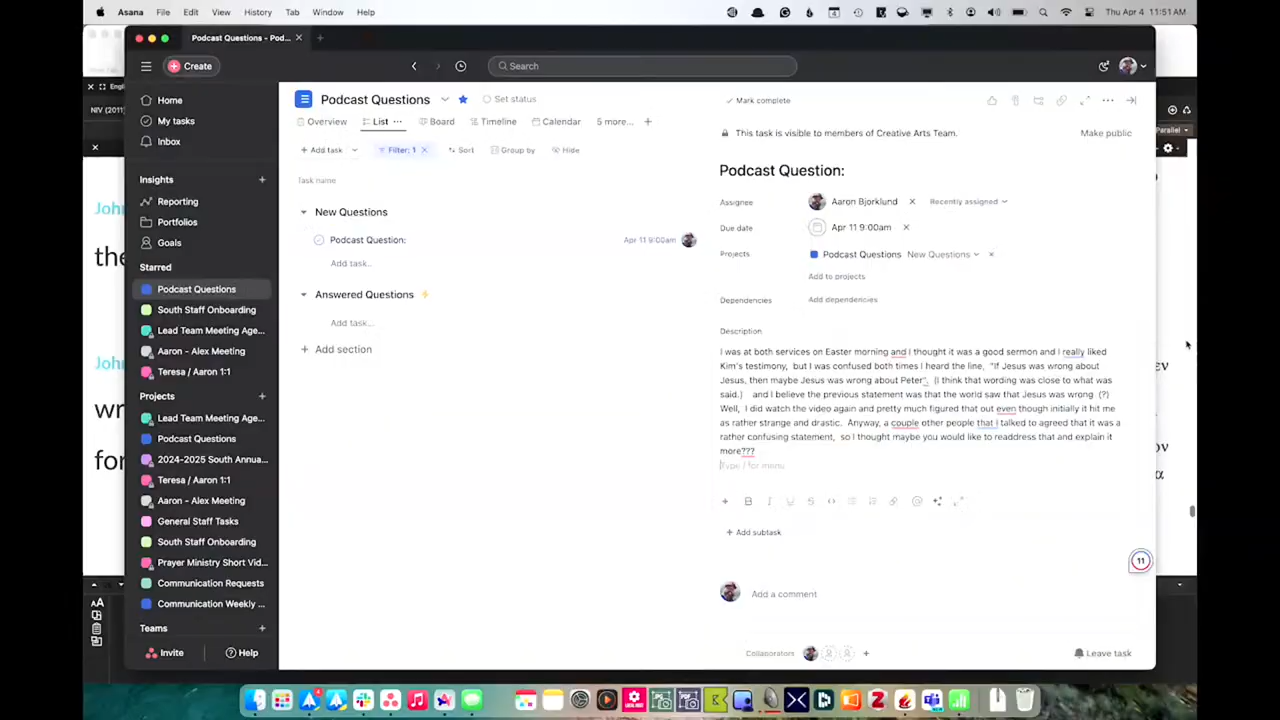 Asana File Edit View History Tab Window Help Thu Apr 4 11:51 AM
Podcast Questions - Pod...
Create
Search
NIV (2011)
Parallel
Home
My tasks
Inbox
Insights
Reporting
Portfolios
Goals
Starred
Podcast Questions
South Staff Onboarding
Lead Team Meeting Age...
Aaron - Alex Meeting
Teresa / Aaron 1:1
Projects
Lead Team Meeting Age...
Podcast Questions
2024-2025 South Annua...
Teresa / Aaron 1:1
Aaron - Alex Meeting
General Staff Tasks
South Staff Onboarding
Prayer Ministry Short Vid...
Communication Requests
Communication Weekly ...
Teams
Invite
Help
Podcast Questions
Set status
Overview List Board Timeline Calendar 5 more...
Add task
Filter: 1
Sort
Group by
Hide
Task name
New Questions
Podcast Question:
Apr 11 9:00am
Add task...
Answered Questions
Add task...
Add section
Mark complete
This task is visible to members of Creative Arts Team.
Make public
Podcast Question:
Assignee
Aaron Bjorklund
Recently assigned
Due date
Apr 11 9:00am
Projects
Podcast Questions New Questions
Add to projects
Dependencies
Add dependencies
Description
I was at both services on Easter morning and I thought it was a good sermon and I really liked
Kim's testimony, but I was confused both times I heard the line, "If Jesus was wrong about
Jesus, then maybe Jesus was wrong about Peter". (I think that wording was close to what was
said.) and I believe the previous statement was that the world saw that Jesus was wrong (?)
Well, I did watch the video again and pretty much figured that out even though initially it hit me
as rather strange and drastic. Anyway, a couple other people that I talked to agreed that it was a
rather confusing statement, so I thought maybe you would like to readdress that and explain it
more???
Type / for menu
Add subtask
11
Add a comment
Collaborators
Leave task
John
the
John
wr
for
εν
ον
α